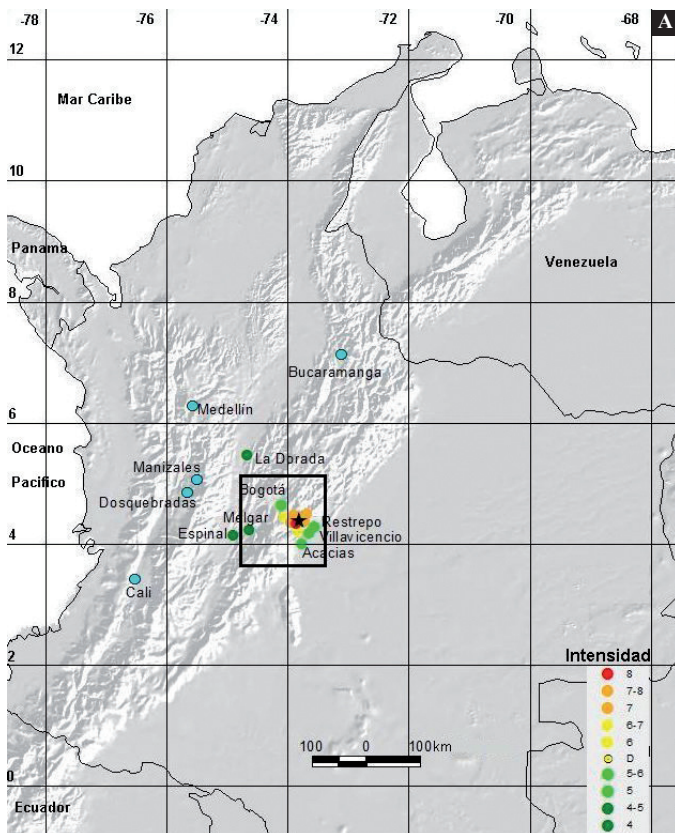 -78 -76 -74 -72 -70 -68 A
12
Mar Caribe
10
Panama
Venezuela
8
Bucaramanga
Medellín
6
Oceano
Pacifico
La Dorada
Manizales
Bogotá
Dosquebradas
Melgar
Restrepo
Espinal
Villavicencio
4
Acacias
Cali
2
Intensidad
8
7-8
7
6-7
6
D
5-6
5
4-5
4
100 0 100km
0
Ecuador